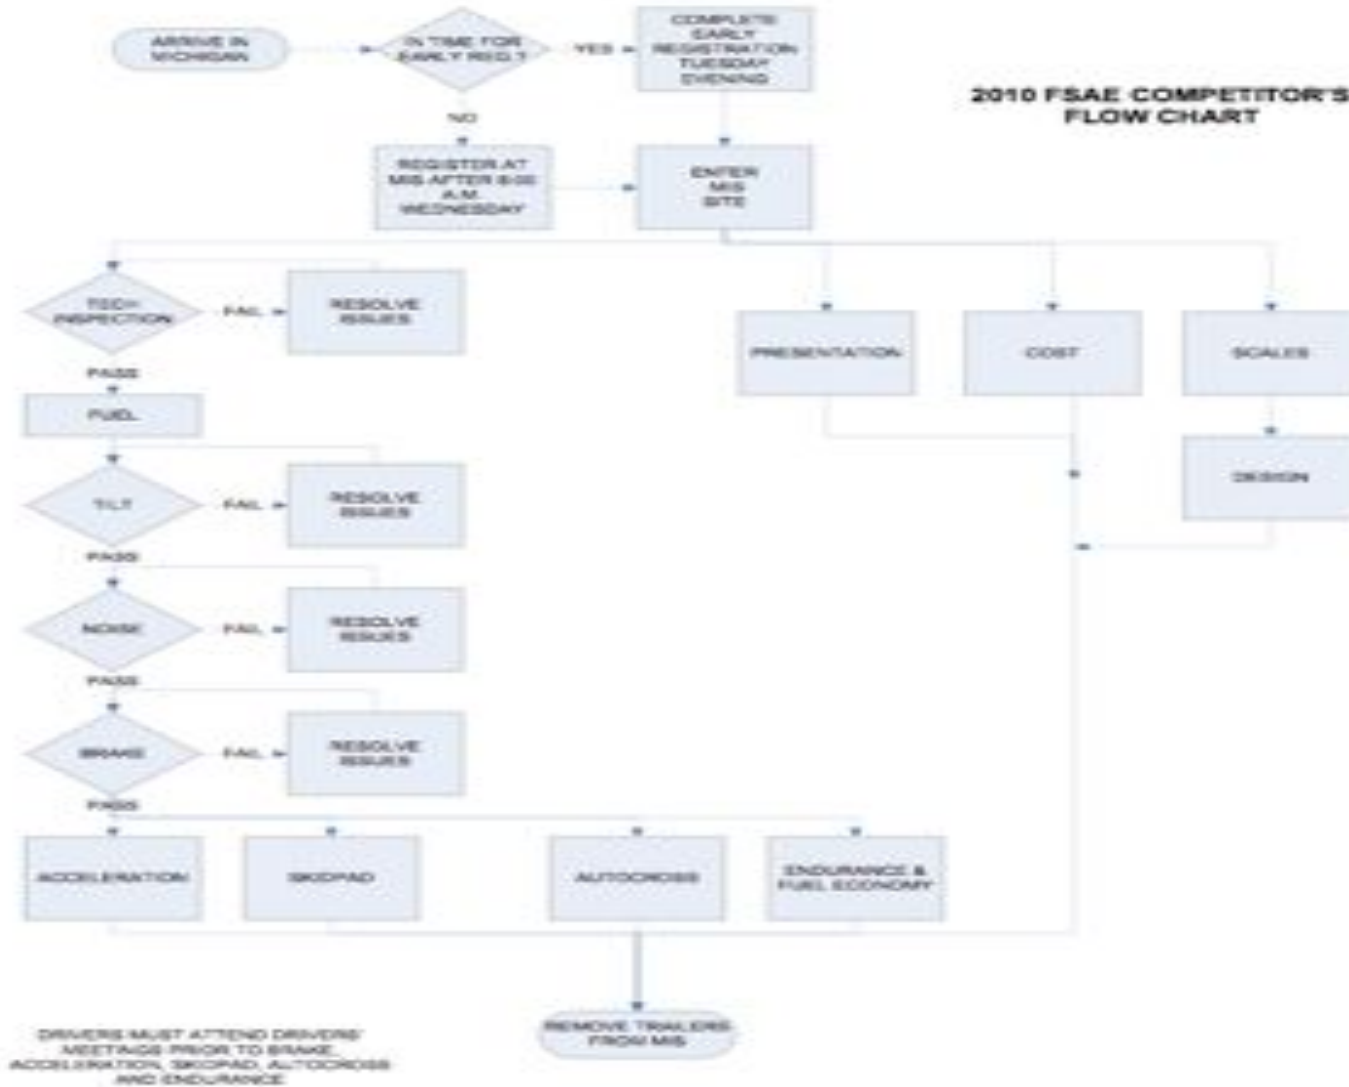 ARRIVE IN
MICHIGAN
IN TIME FOR
EARLY REG.?
YES
COMPLETE
EARLY
REGISTRATION
TUESDAY
EVENING
2010 FSAE COMPETITOR'S
FLOW CHART
NO
REGISTER AT
MIS AFTER 8:00
A.M.
WEDNESDAY
ENTER
MIS
SITE
TECH
INSPECTION
FAIL
RESOLVE
ISSUES
PRESENTATION
COST
SCALES
PASS
FUEL
TILT
FAIL
RESOLVE
ISSUES
DESIGN
PASS
NOISE
FAIL
RESOLVE
ISSUES
PASS
BRAKE
FAIL
RESOLVE
ISSUES
PASS
ACCELERATION
SKIDPAD
AUTOCROSS
ENDURANCE &
FUEL ECONOMY
REMOVE TRAILERS
FROM MIS
DRIVERS MUST ATTEND DRIVERS'
MEETINGS PRIOR TO BRAKE,
ACCELERATION, SKIDPAD, AUTOCROSS
AND ENDURANCE